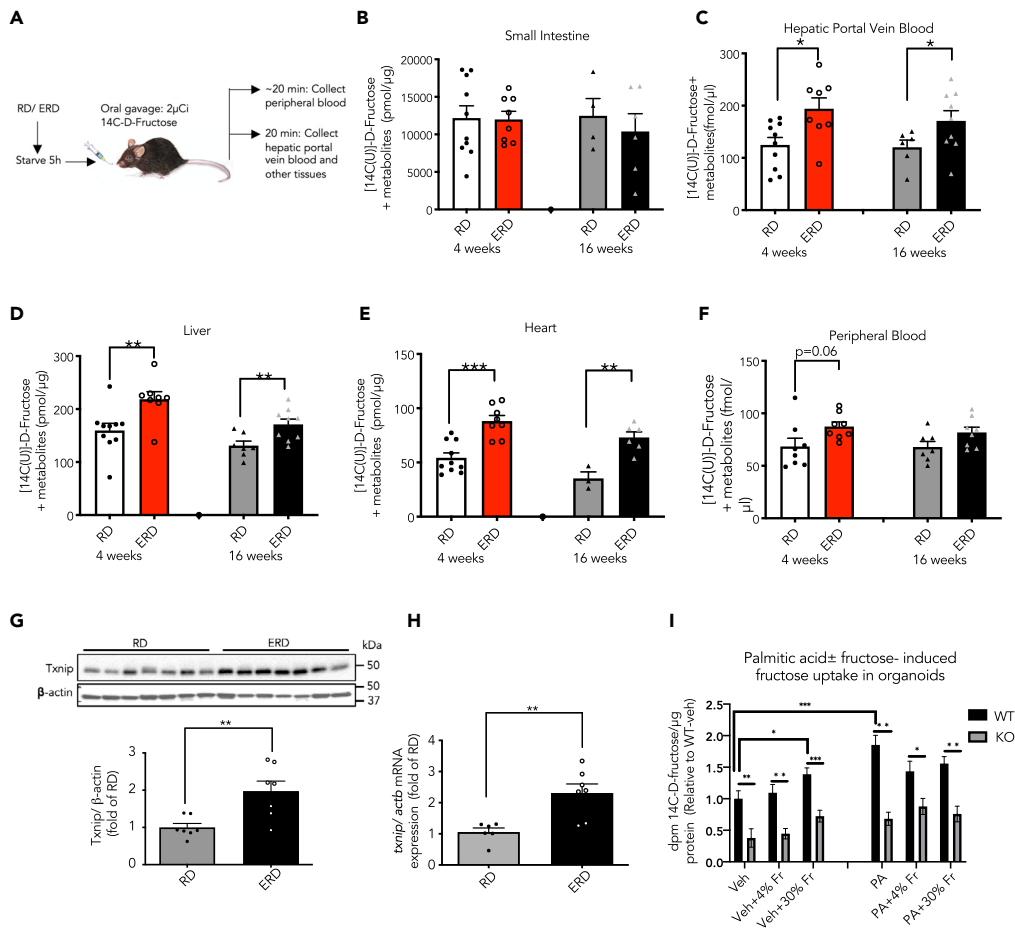 A
RD/ ERD
Starve 5h
Oral gavage: 2µCi
14C-D-Fructose
~20 min: Collect
peripheral blood
20 min: Collect
hepatic portal
vein blood and
other tissues
B
Small Intestine
[14C(U)]-D-Fructose
+ metabolites (pmol/µg)
20000
15000
10000
5000
0
RD
ERD
RD
ERD
4 weeks
16 weeks
C
Hepatic Portal Vein Blood
[14C(U)]-D-Fructose+
metabolites(fmol/µl)
300
200
100
0
*
*
RD
ERD
RD
ERD
4 weeks
16 weeks
D
Liver
[14C(U)]-D-Fructose
+ metabolites (pmol/µg)
300
200
100
0
**
**
RD
ERD
RD
ERD
4 weeks
16 weeks
E
Heart
[14C(U)]-D-Fructose
+ metabolites (pmol/µg)
150
100
50
0
***
**
RD
ERD
RD
ERD
4 weeks
16 weeks
F
Peripheral Blood
[14C(U)]-D-Fructose
+ metabolites (fmol/
µl)
150
100
50
0
p=0.06
RD
ERD
RD
ERD
4 weeks
16 weeks
G
RD
ERD
kDa
Txnip
50
β-actin
50
37
Txnip/ β-actin
(fold of RD)
3
2
1
0
**
RD
ERD
H
txnip/ actb mRNA
expression (fold of RD)
4
3
2
1
0
**
RD
ERD
I
Palmitic acid± fructose- induced
fructose uptake in organoids
dpm 14C-D-fructose/µg
protein (Relative to WT-veh)
2.5
2.0
1.5
1.0
0.5
0.0
***
*
**
**
***
**
*
**
WT
KO
Veh
Veh+4% Fr
Veh+30% Fr
PA
PA+4% Fr
PA+30% Fr